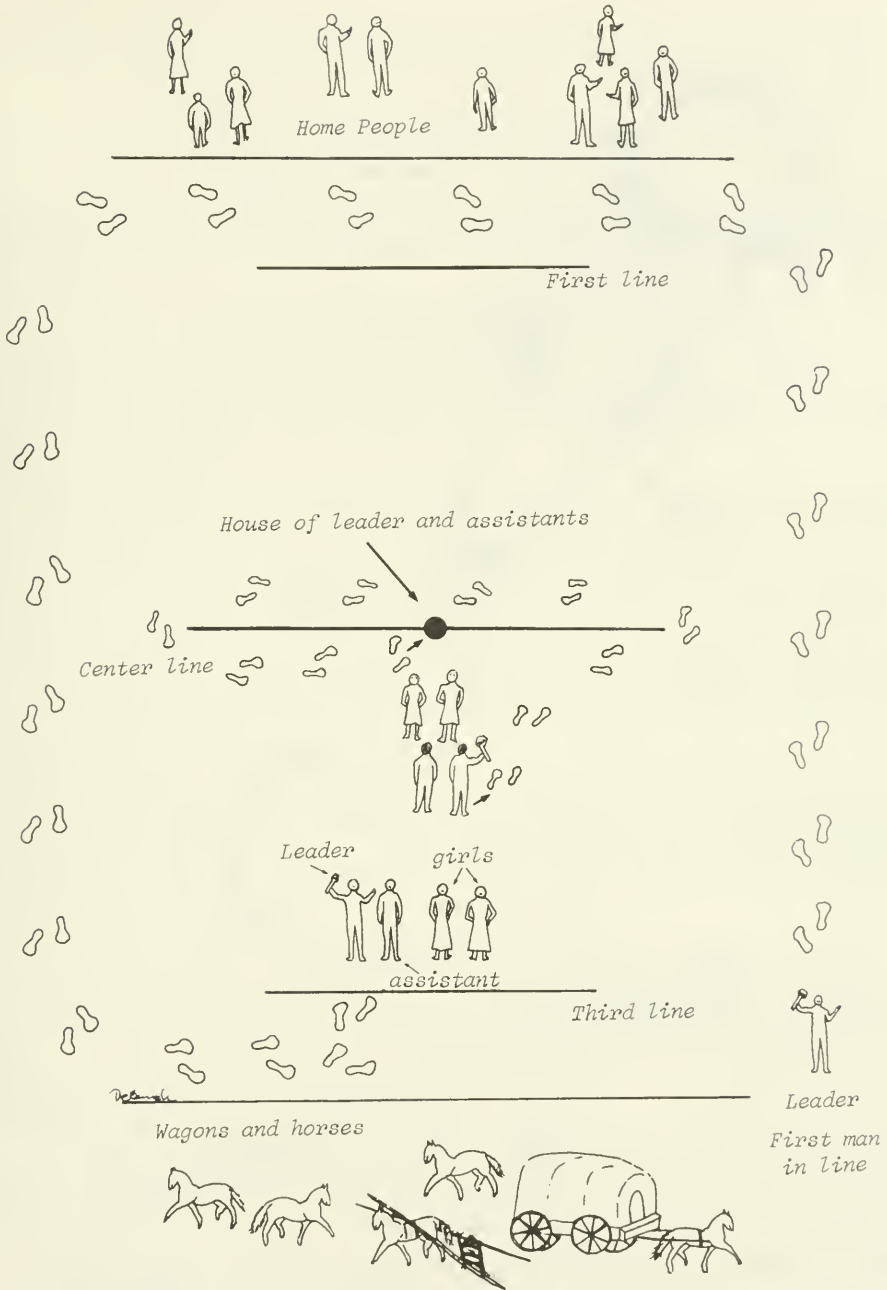 Home People
First line
House of leader and assistants
Center line
Leader
girls
assistant
Third line
Leader
First man
in line
Wagons and horses